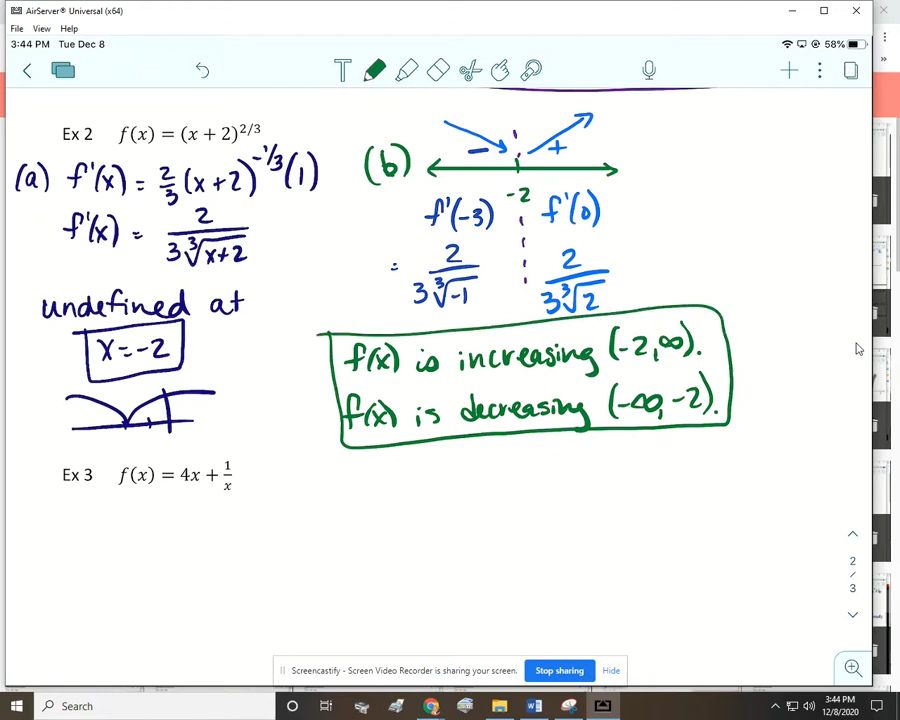 AirServer® Universal (x64)
File View Help
3:44 PM Tue Dec 8
58%
Ex 2 f(x) = (x + 2)^{2/3}
(a) f'(x) = 2/3 (x+2)^{-1/3} (1)
f'(x) = 2 / 3∛x+2
undefined at
x = -2
(b)
- +
-2
f'(-3) f'(0)
= 2 / 3∛-1 2 / 3∛2
f(x) is increasing (-2, ∞).
f(x) is decreasing (-∞, -2).
Ex 3 f(x) = 4x + 1/x
2
/
3
Screencastify - Screen Video Recorder is sharing your screen. Stop sharing Hide
Search
3:44 PM
12/8/2020